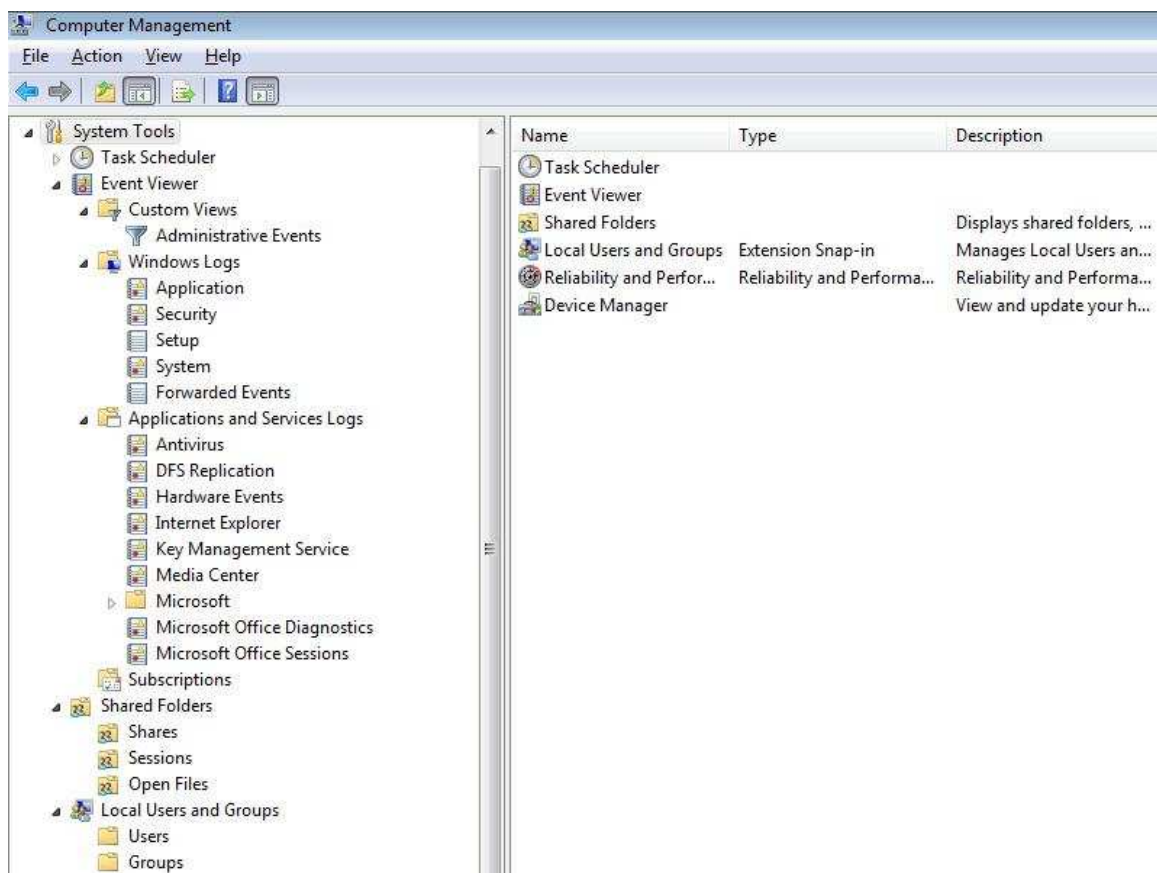 Computer Management
File Action View Help
System Tools
Task Scheduler
Event Viewer
Custom Views
Administrative Events
Windows Logs
Application
Security
Setup
System
Forwarded Events
Applications and Services Logs
Antivirus
DFS Replication
Hardware Events
Internet Explorer
Key Management Service
Media Center
Microsoft
Microsoft Office Diagnostics
Microsoft Office Sessions
Subscriptions
Shared Folders
Shares
Sessions
Open Files
Local Users and Groups
Users
Groups
Name Type Description
Task Scheduler
Event Viewer
Shared Folders Displays shared folders, ...
Local Users and Groups Extension Snap-in Manages Local Users an...
Reliability and Perfor... Reliability and Performa... Reliability and Performa...
Device Manager View and update your h...